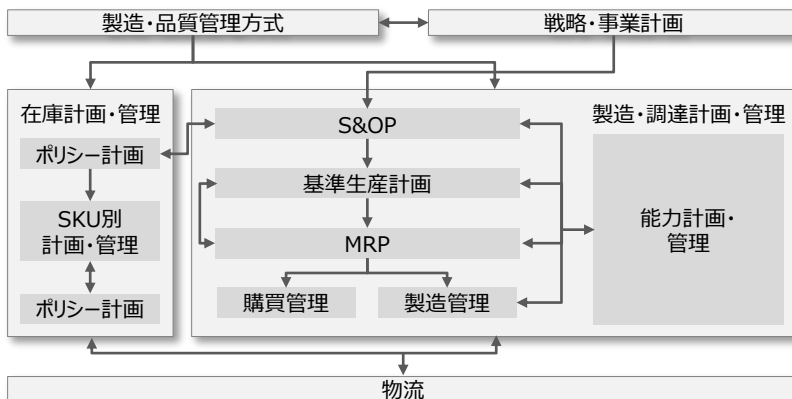 製造・品質管理方式
戦略・事業計画
在庫計画・管理
ポリシー計画
SKU別
計画・管理
ポリシー計画
製造・調達計画・管理
S&OP
基準生産計画
MRP
購買管理
製造管理
能力計画・
管理
物流